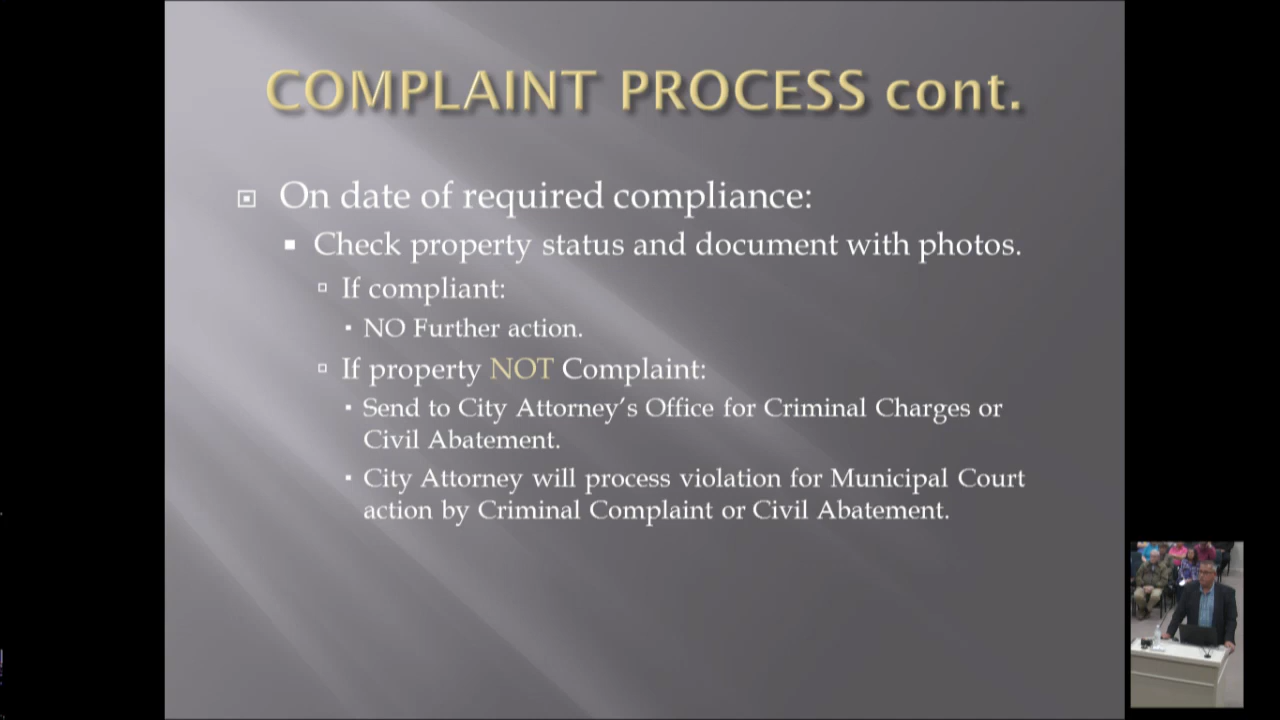 COMPLAINT PROCESS cont.
On date of required compliance:
Check property status and document with photos.
If compliant:
NO Further action.
If property NOT Complaint:
Send to City Attorney’s Office for Criminal Charges or
Civil Abatement.
City Attorney will process violation for Municipal Court
action by Criminal Complaint or Civil Abatement.